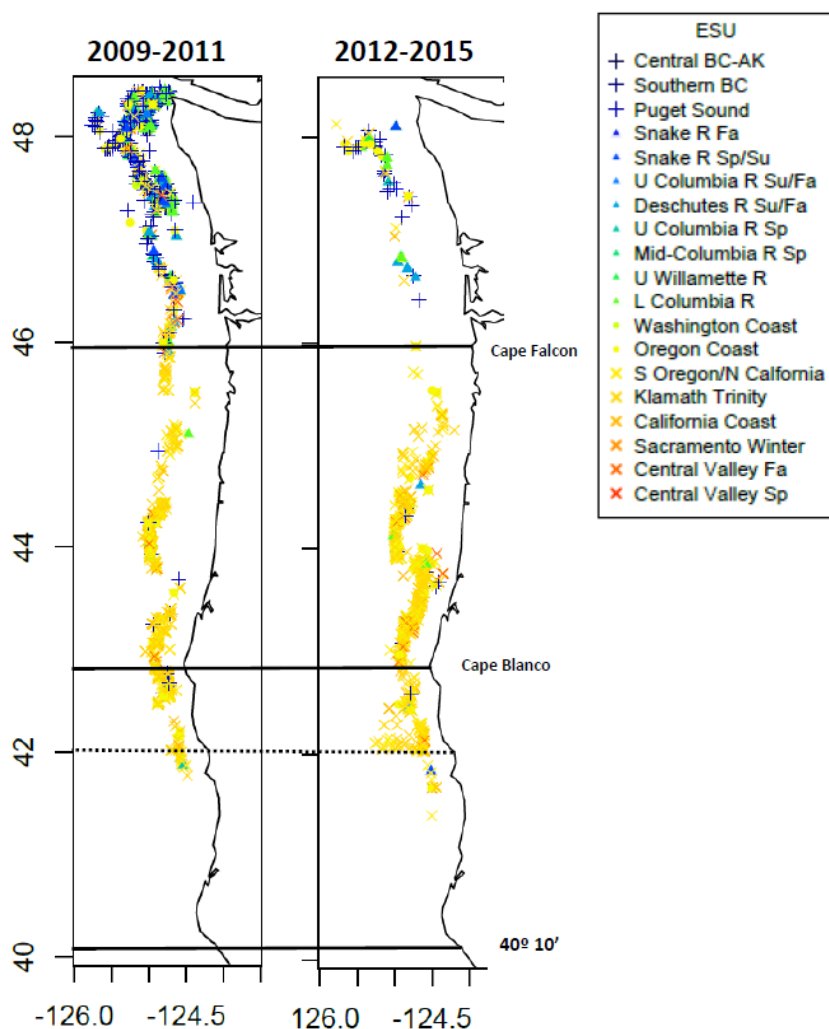 2009-2011
2012-2015
48
46
44
42
40
Cape Falcon
Cape Blanco
40º 10’
-126.0
-124.5
126.0
-124.5
ESU
Central BC-AK
Southern BC
Puget Sound
Snake R Fa
Snake R Sp/Su
U Columbia R Su/Fa
Deschutes R Su/Fa
U Columbia R Sp
Mid-Columbia R Sp
U Willamette R
L Columbia R
Washington Coast
Oregon Coast
S Oregon/N Calfornia
Klamath Trinity
California Coast
Sacramento Winter
Central Valley Fa
Central Valley Sp